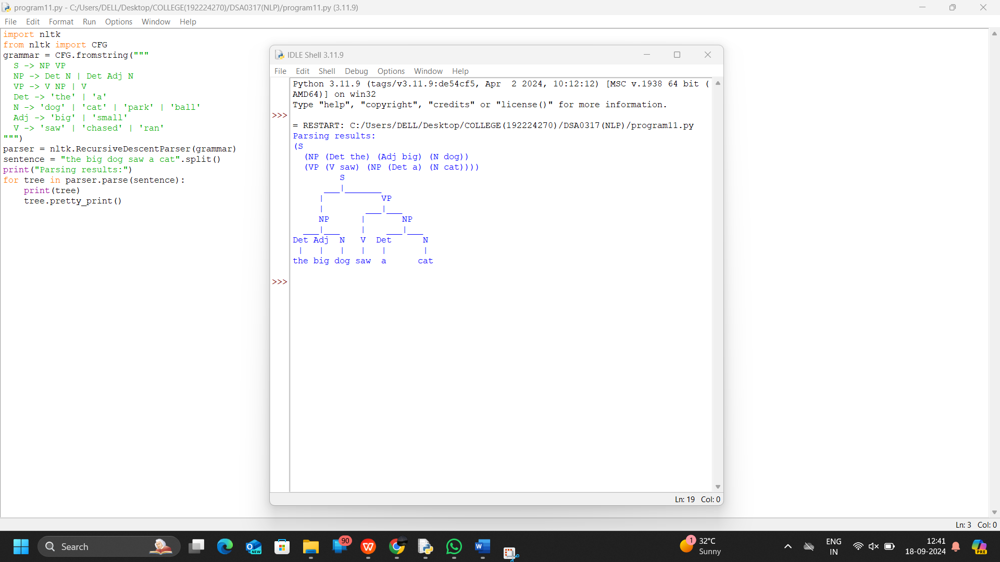 program11.py - C:/Users/DELL/Desktop/COLLEGE(192224270)/DSA0317(NLP)/program11.py (3.11.9)
File Edit Format Run Options Window Help
import nltk
from nltk import CFG
grammar = CFG.fromstring("""
  S -> NP VP
  NP -> Det N | Det Adj N
  VP -> V NP | V
  Det -> 'the' | 'a'
  N -> 'dog' | 'cat' | 'park' | 'ball'
  Adj -> 'big' | 'small'
  V -> 'saw' | 'chased' | 'ran'
""")
parser = nltk.RecursiveDescentParser(grammar)
sentence = "the big dog saw a cat".split()
print("Parsing results:")
for tree in parser.parse(sentence):
    print(tree)
    tree.pretty_print()
IDLE Shell 3.11.9
File Edit Shell Debug Options Window Help
Python 3.11.9 (tags/v3.11.9:de54cf5, Apr  2 2024, 10:12:12) [MSC v.1938 64 bit (
AMD64)] on win32
Type "help", "copyright", "credits" or "license()" for more information.
>>>
= RESTART: C:/Users/DELL/Desktop/COLLEGE(192224270)/DSA0317(NLP)/program11.py
Parsing results:
(S
  (NP (Det the) (Adj big) (N dog))
  (VP (V saw) (NP (Det a) (N cat))))
         S
      ___|_______
     |           VP
     |        ___|___
     NP      |       NP
  ___|___    |    ___|___
Det Adj  N   V  Det      N
 |   |   |   |   |       |
the big dog saw  a      cat
>>>
Ln: 19 Col: 0
Ln: 3 Col: 0
Search
NEW
90
W
W
1
32°C
Sunny
ENG
IN
12:41
18-09-2024
PRE